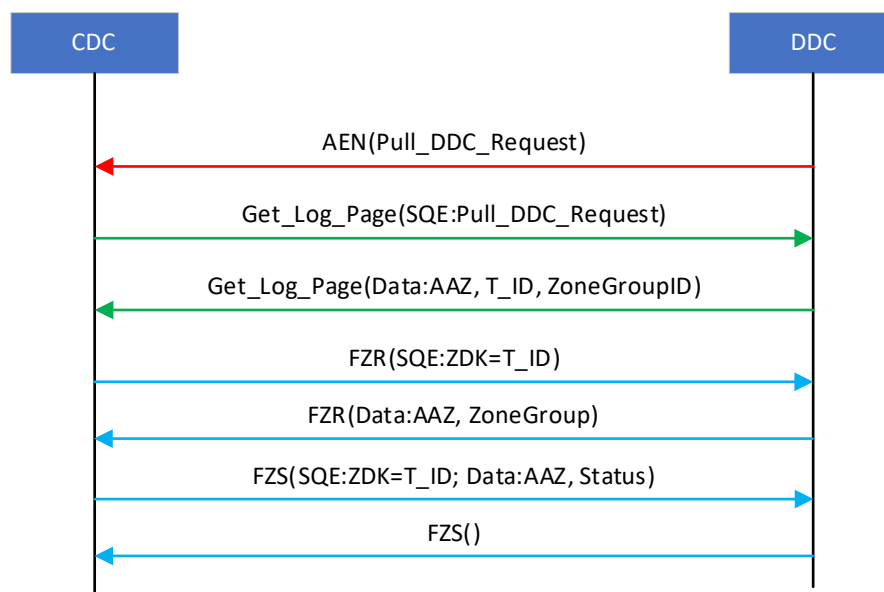 CDC
DDC
AEN(Pull_DDC_Request)
Get_Log_Page(SQE:Pull_DDC_Request)
Get_Log_Page(Data:AAZ, T_ID, ZoneGroupID)
FZR(SQE:ZDK=T_ID)
FZR(Data:AAZ, ZoneGroup)
FZS(SQE:ZDK=T_ID; Data:AAZ, Status)
FZS()